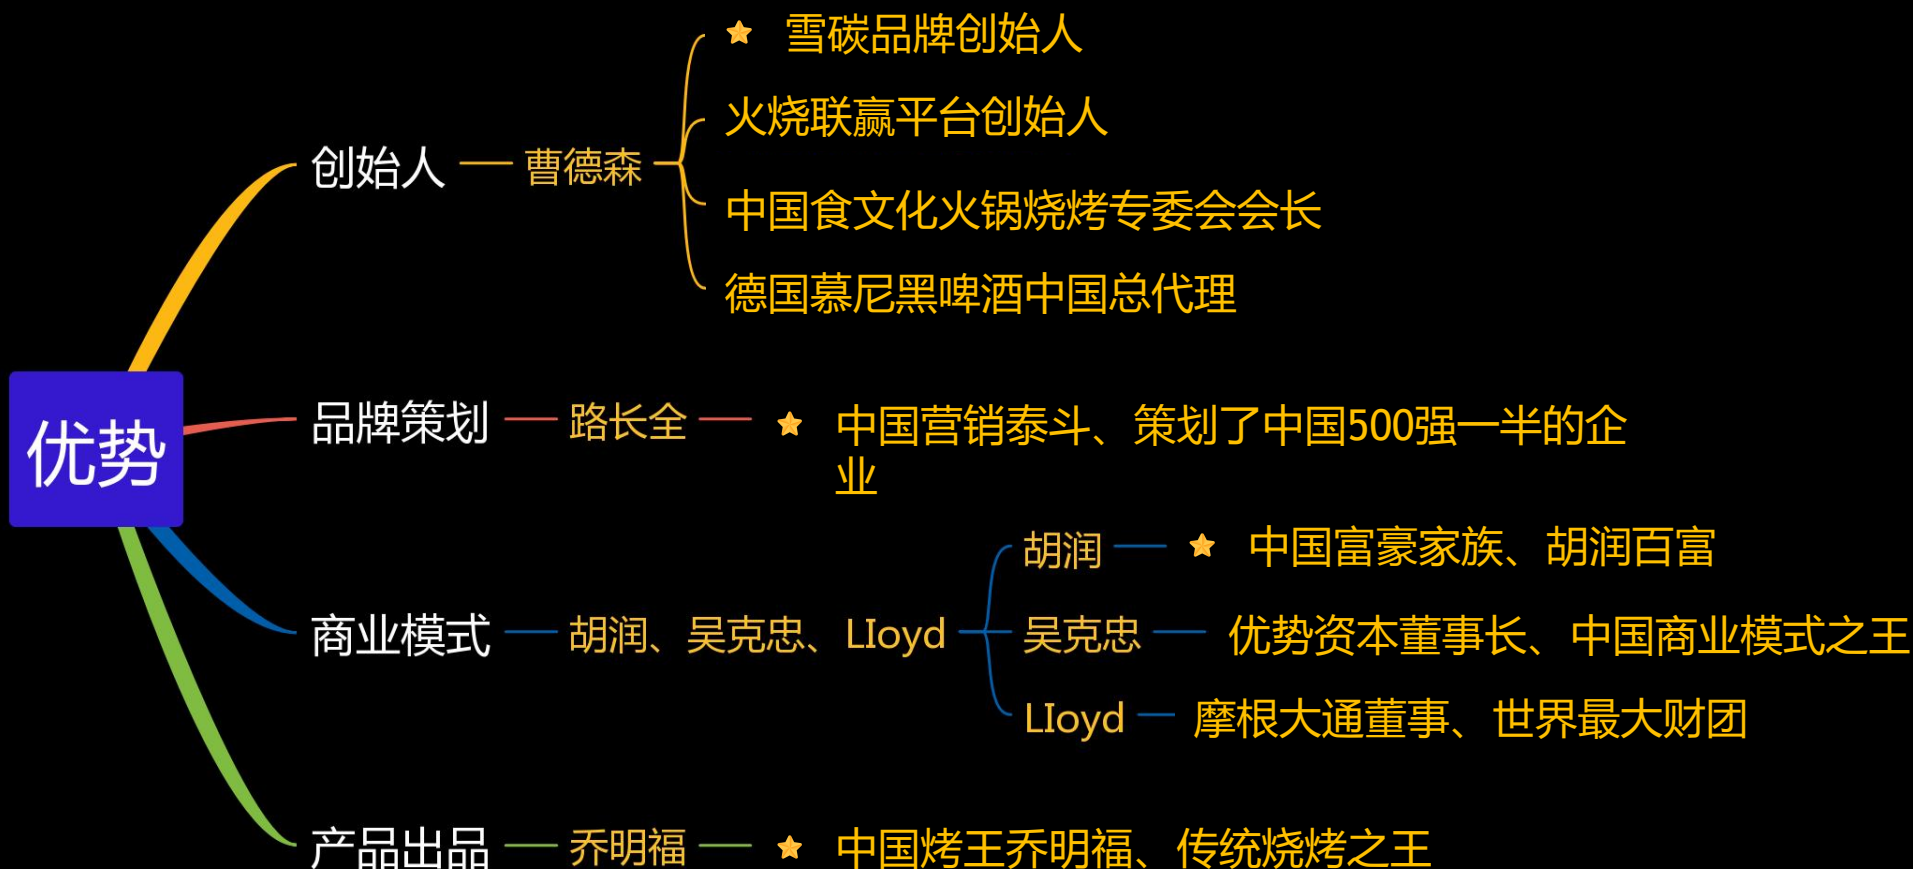 优势
创始人
曹德森
雪碳品牌创始人
火烧联赢平台创始人
中国食文化火锅烧烤专委会会长
德国慕尼黑啤酒中国总代理
品牌策划
路长全
中国营销泰斗、策划了中国500强一半的企
业
商业模式
胡润、吴克忠、LIoyd
胡润
中国富豪家族、胡润百富
吴克忠
优势资本董事长、中国商业模式之王
LIoyd
摩根大通董事、世界最大财团
产品出品
乔明福
中国烤王乔明福、传统烧烤之王